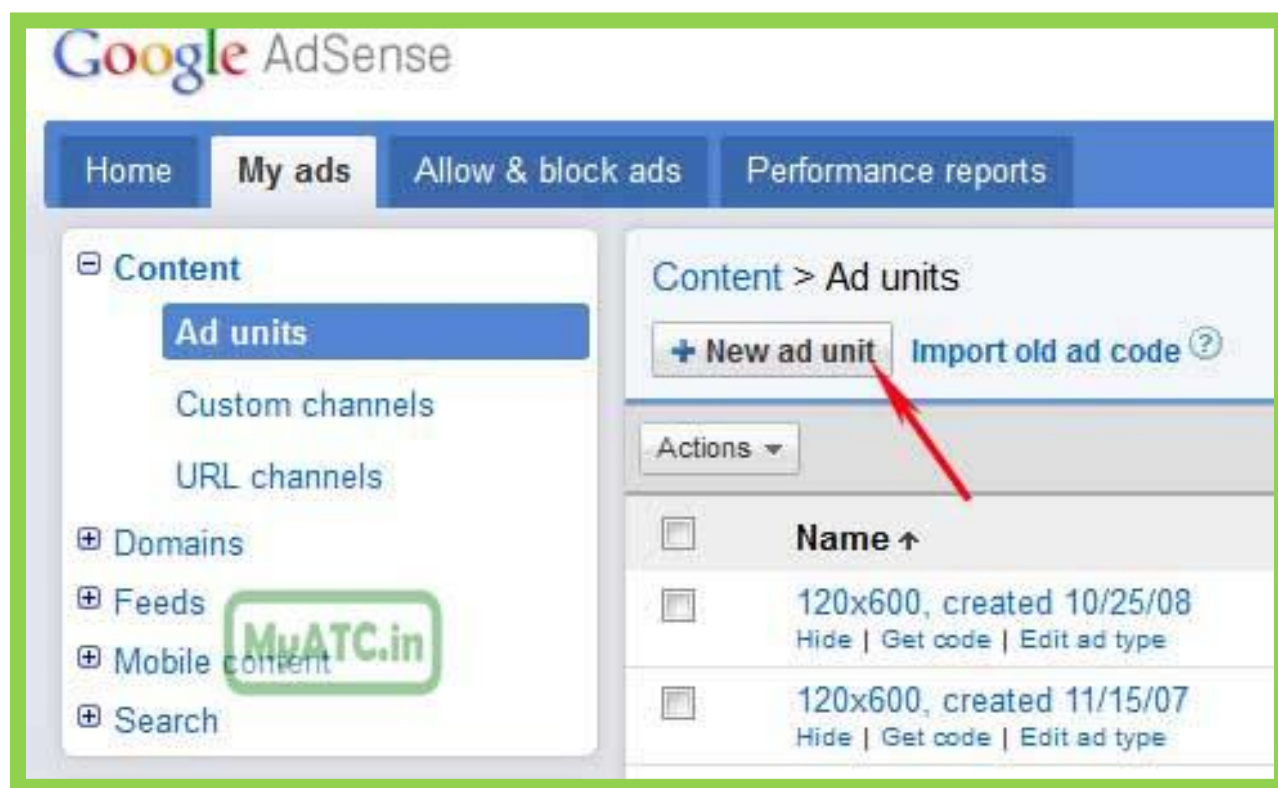 Google AdSense
Home My ads Allow & block ads Performance reports
Content
Ad units
Custom channels
URL channels
Domains
Feeds
Mobile content
Search
MyATC.in
Content > Ad units
New ad unit Import old ad code ?
Actions
Name
120x600, created 10/25/08
Hide | Get code | Edit ad type
120x600, created 11/15/07
Hide | Get code | Edit ad type